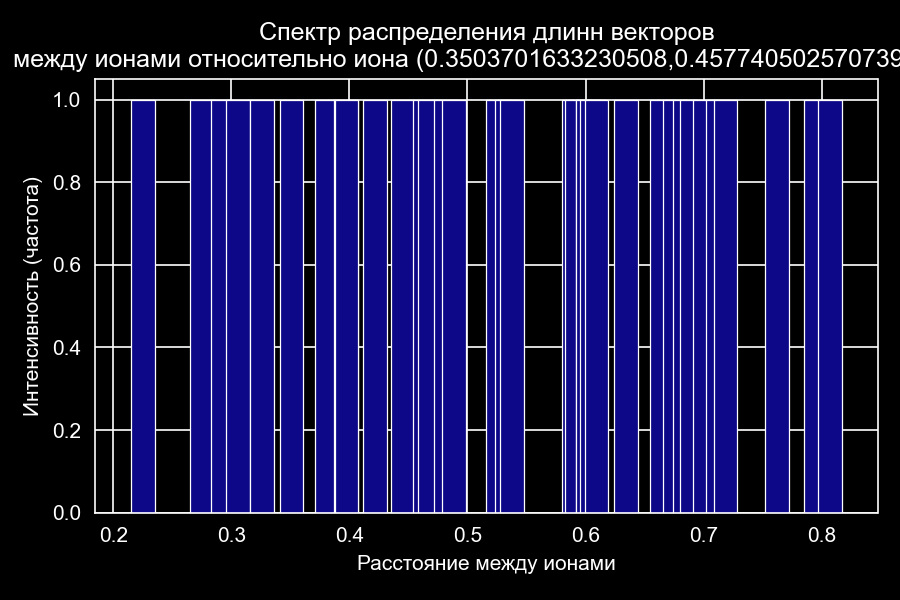 Спектр распределения длинн векторов
между ионами относительно иона (0.3503701633230508,0.457740502570739
Интенсивность (частота)
1.0
0.8
0.6
0.4
0.2
0.0
0.2 0.3 0.4 0.5 0.6 0.7 0.8
Расстояние между ионами